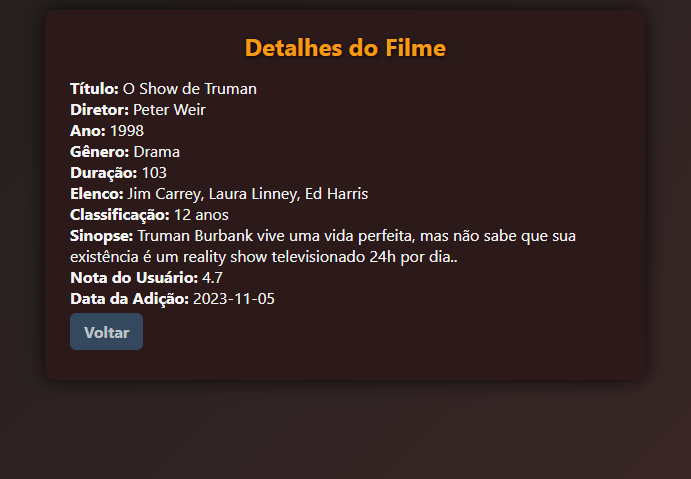 Detalhes do Filme
Título: O Show de Truman
Diretor: Peter Weir
Ano: 1998
Gênero: Drama
Duração: 103
Elenco: Jim Carrey, Laura Linney, Ed Harris
Classificação: 12 anos
Sinopse: Truman Burbank vive uma vida perfeita, mas não sabe que sua
existência é um reality show televisionado 24h por dia..
Nota do Usuário: 4.7
Data da Adição: 2023-11-05
Voltar